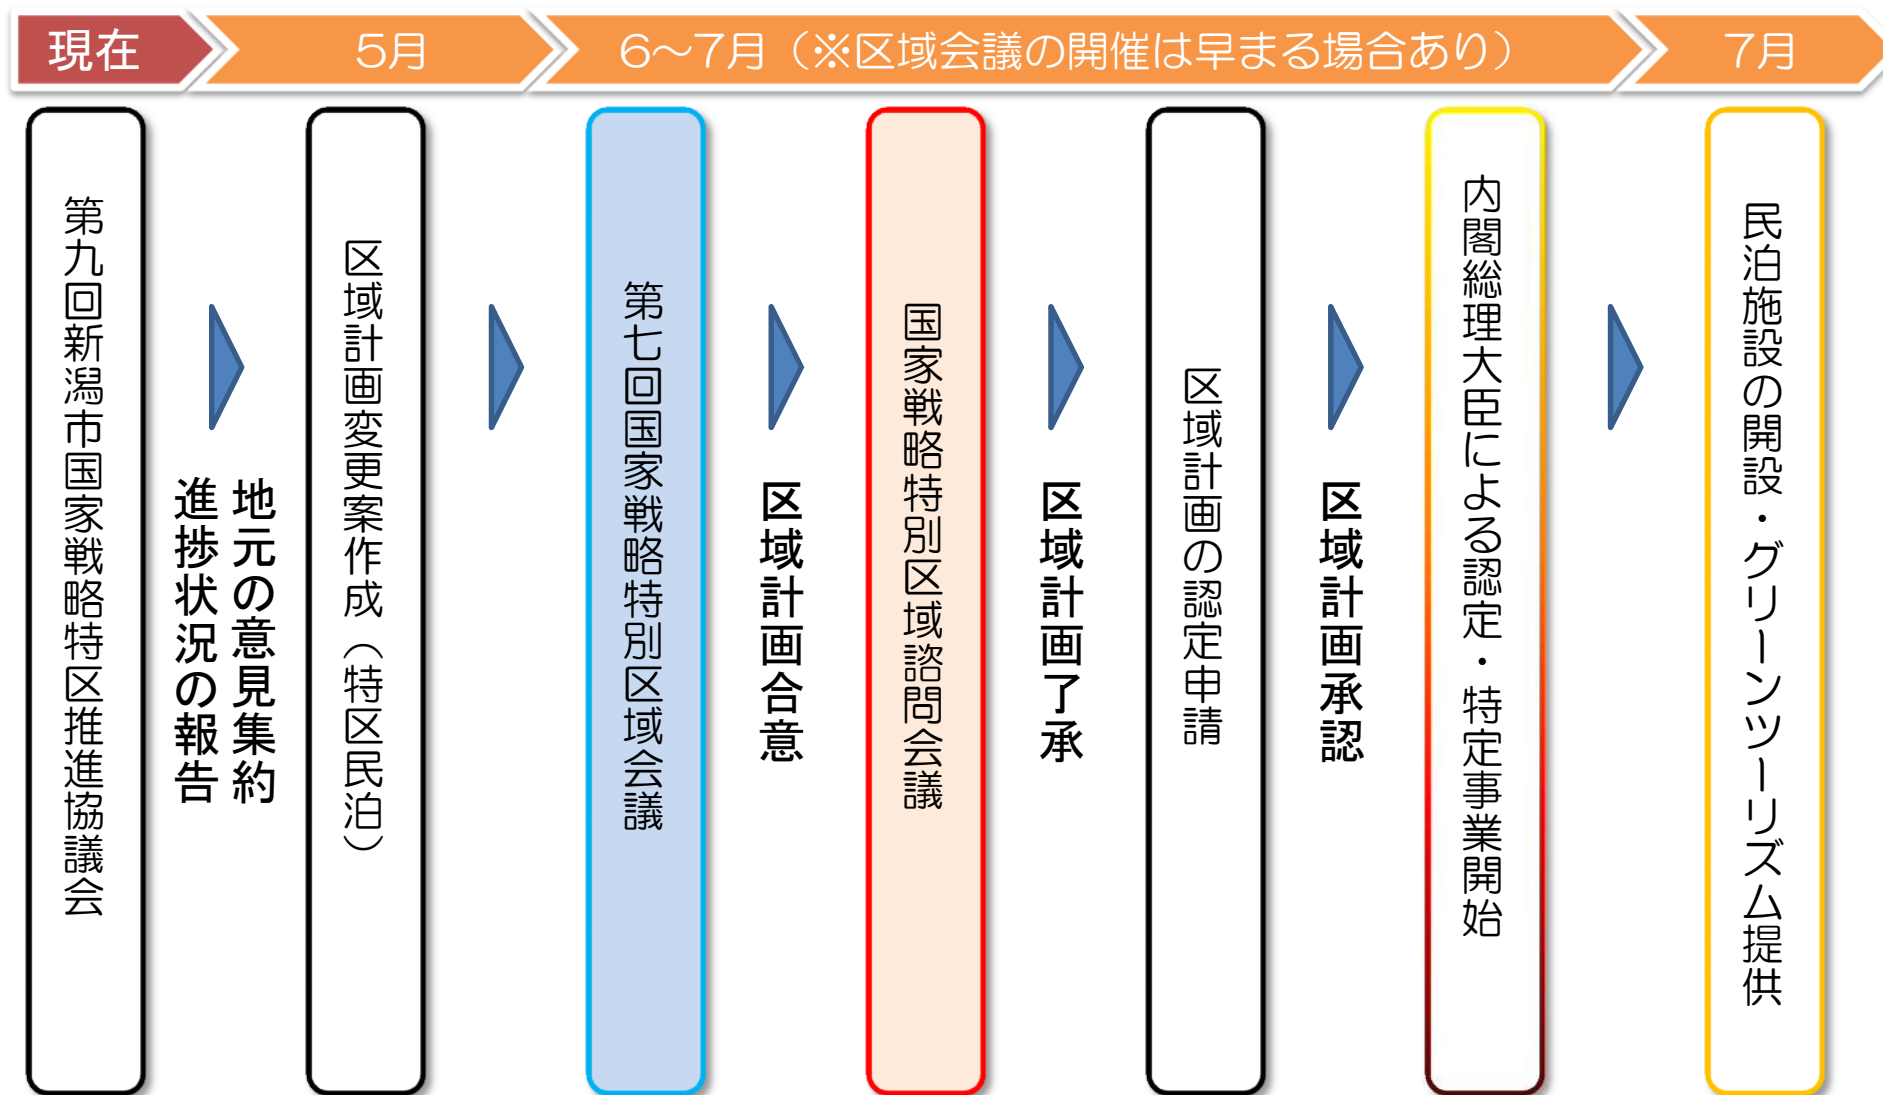 現在
5月
6～7月（※区域会議の開催は早まる場合あり）
7月
第九回新潟市国家戦略特区推進協議会
地元の意見集約
進捗状況の報告
区域計画変更案作成（特区民泊）
第七回国家戦略特別区域会議
区域計画合意
国家戦略特別区域諮問会議
区域計画了承
区域計画の認定申請
区域計画承認
内閣総理大臣による認定・特定事業開始
民泊施設の開設・グリーンツーリズム提供